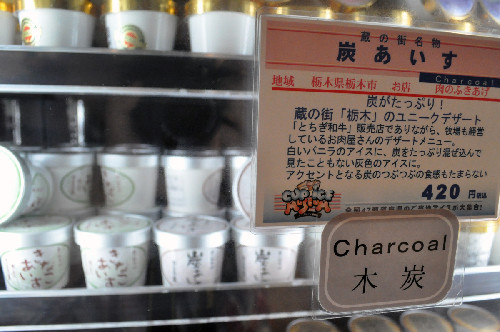 蔵の街名物
炭あいす
Charcoal
地域 栃木県栃木市 お店 肉のふきあげ
炭がたっぷり！
蔵の街「栃木」のユニークデザート
「とちぎ和牛」販売店でありながら、牧場も経営
しているお肉屋さんのデザートメニュー。
白いバニラのアイスに、炭をたっぷり混ぜ込んで
見たこともない灰色のアイスに。
アクセントとなる炭のつぶつぶの食感もたまらない
420円税込
Charcoal
木 炭